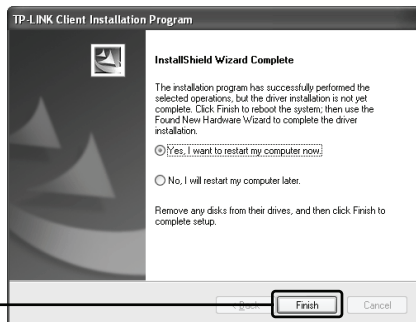 TP-LINK Client Installation Program
InstallShield Wizard Complete
The installation program has successfully performed the
selected operations, but the driver installation is not yet
complete. Click Finish to reboot the system; then use the
Found New Hardware Wizard to complete the driver
installation.
Yes, I want to restart my computer now.
No, I will restart my computer later.
Remove any disks from their drives, and then click Finish to
complete setup.
< Back Finish Cancel